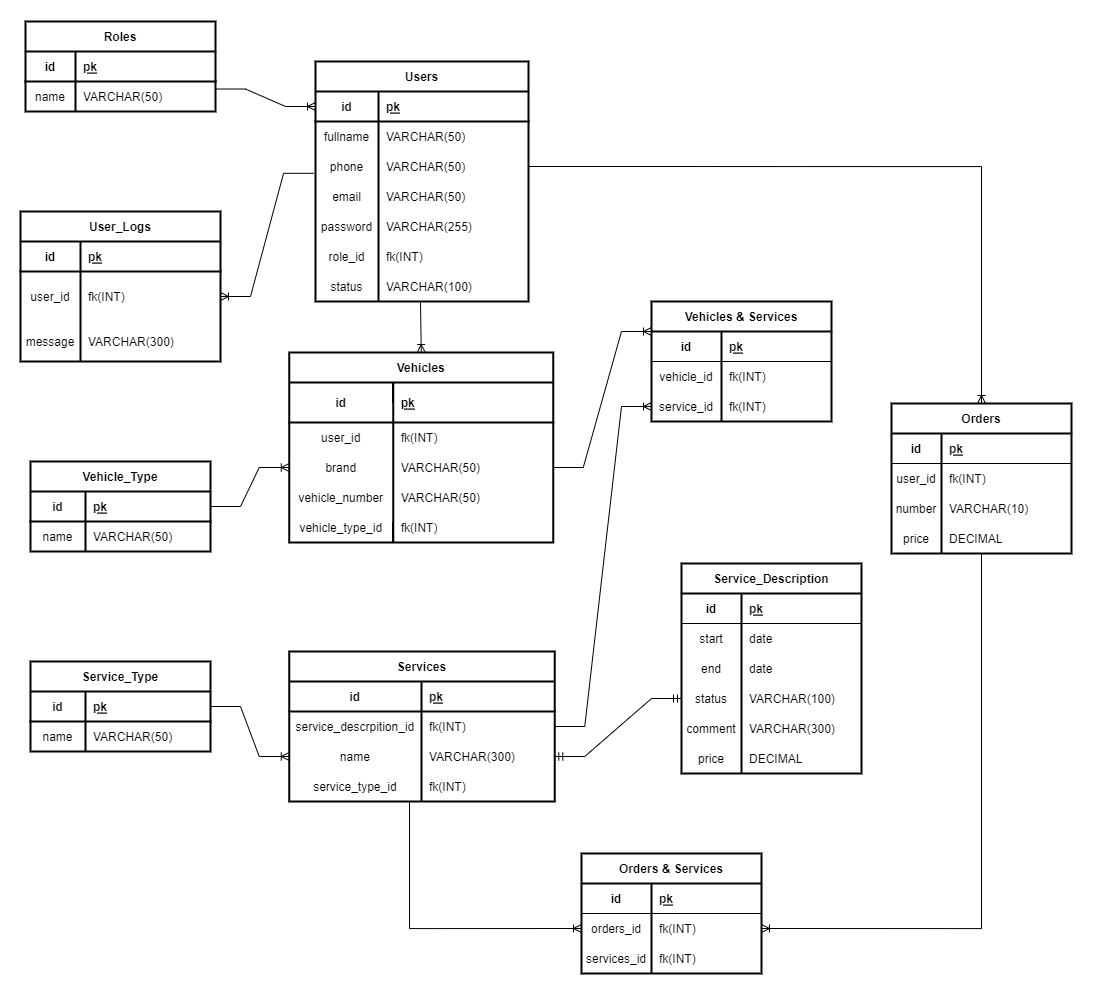 Roles
id pk
name VARCHAR(50)
Users
id pk
fullname VARCHAR(50)
phone VARCHAR(50)
email VARCHAR(50)
password VARCHAR(255)
role_id fk(INT)
status VARCHAR(100)
User_Logs
id pk
user_id fk(INT)
message VARCHAR(300)
Vehicles & Services
id pk
vehicle_id fk(INT)
service_id fk(INT)
Vehicles
id pk
user_id fk(INT)
brand VARCHAR(50)
vehicle_number VARCHAR(50)
vehicle_type_id fk(INT)
Orders
id pk
user_id fk(INT)
number VARCHAR(10)
price DECIMAL
Vehicle_Type
id pk
name VARCHAR(50)
Service_Description
id pk
start date
end date
status VARCHAR(100)
comment VARCHAR(300)
price DECIMAL
Service_Type
id pk
name VARCHAR(50)
Services
id pk
service_descrpition_id fk(INT)
name VARCHAR(300)
service_type_id fk(INT)
Orders & Services
id pk
orders_id fk(INT)
services_id fk(INT)